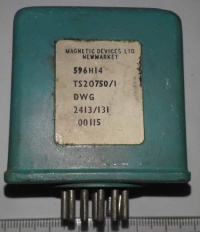 MAGNETIC DEVICES LTD
NEWMARKET
596H14
TS20750/1
DWG
2413/131
00115